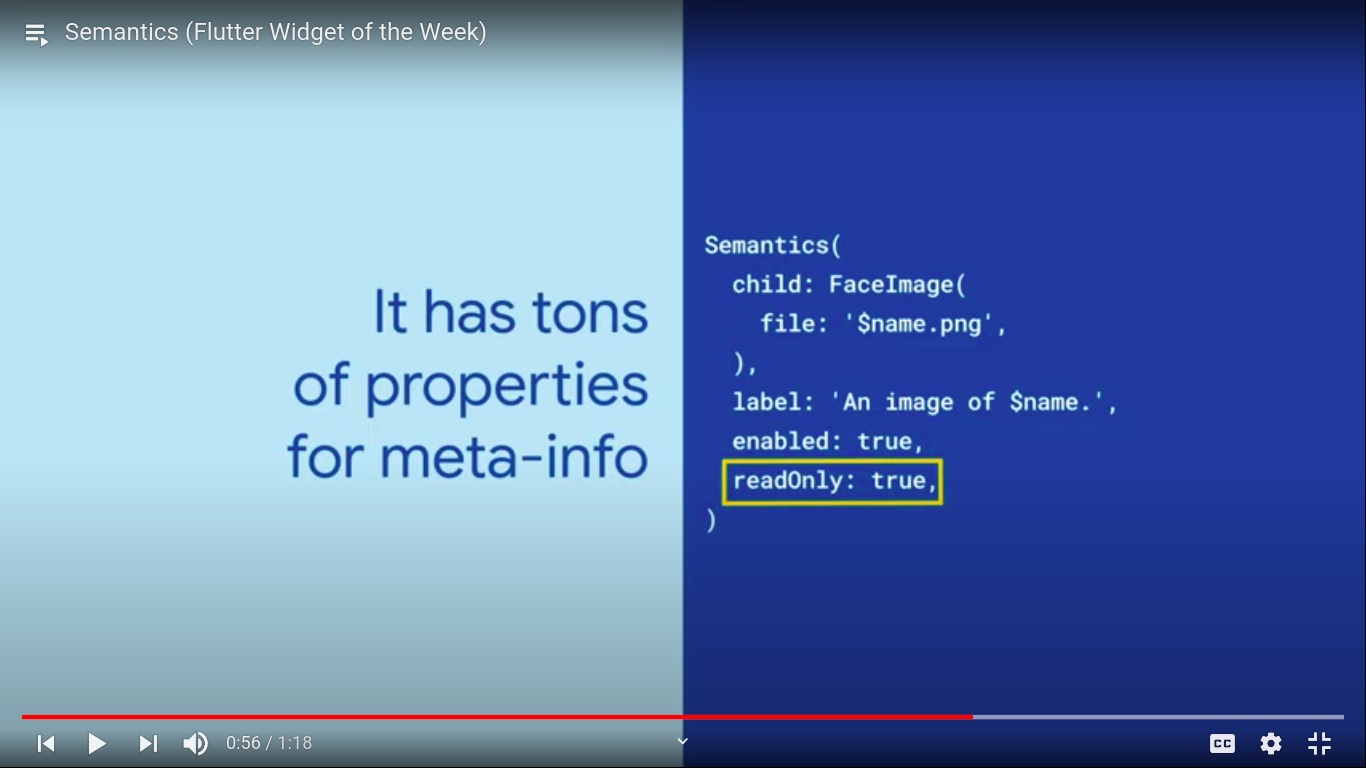 Semantics (Flutter Widget of the Week)
It has tons
of properties
for meta-info
Semantics(
  child: FaceImage(
    file: '$name.png',
  ),
  label: 'An image of $name.',
  enabled: true,
  readOnly: true,
)
0:56 / 1:18
CC